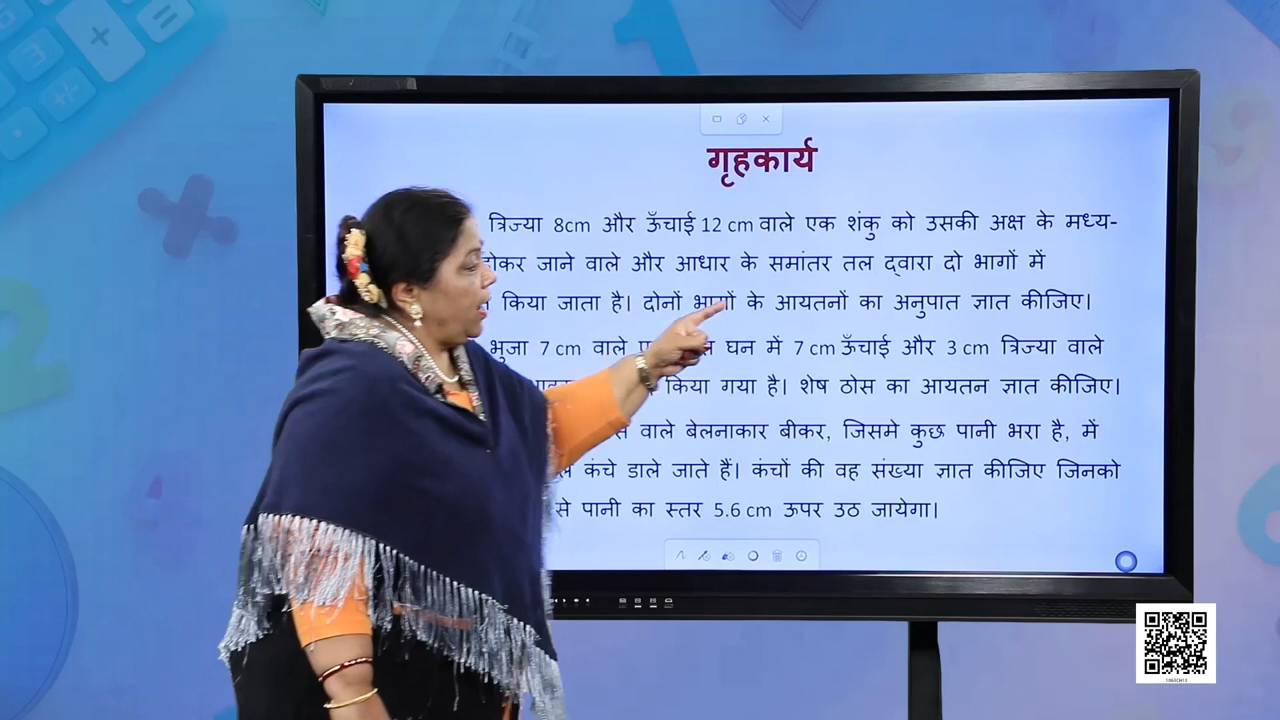 गृहकार्य
त्रिज्या 8cm और ऊँचाई 12 cm वाले एक शंकु को उसकी अक्ष के मध्य-
होकर जाने वाले और आधार के समांतर तल द्वारा दो भागों में
किया जाता है। दोनों भागों के आयतनों का अनुपात ज्ञात कीजिए।
भुजा 7 cm वाले घन में 7 cm ऊँचाई और 3 cm त्रिज्या वाले
किया गया है। शेष ठोस का आयतन ज्ञात कीजिए।
वाले बेलनाकार बीकर, जिसमे कुछ पानी भरा है, में
कंचे डाले जाते हैं। कंचों की वह संख्या ज्ञात कीजिए जिनको
से पानी का स्तर 5.6 cm ऊपर उठ जायेगा।